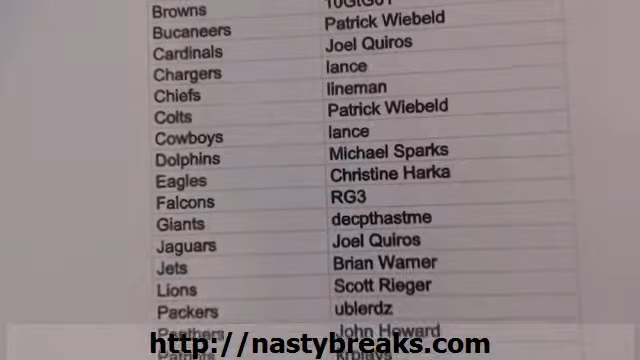 Browns
Bucaneers Patrick Wiebeld
Cardinals Joel Quiros
Chargers lance
Chiefs lineman
Colts Patrick Wiebeld
Cowboys lance
Dolphins Michael Sparks
Eagles Christine Harka
Falcons RG3
Giants decpthastme
Jaguars Joel Quiros
Jets Brian Warner
Lions Scott Rieger
Packers ublerdz
Panthers John Howard
http://nastybreaks.com